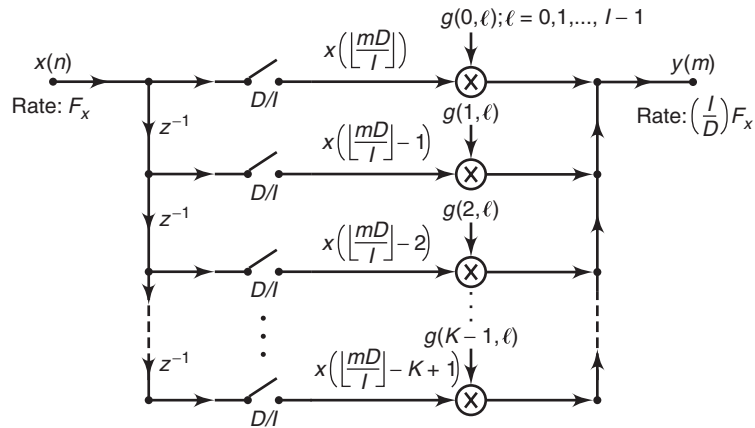 g(0,ℓ); ℓ = 0,1,..., I – 1
x(⌊mD/I⌋)
x(n)
y(m)
D/I
Rate: F_x
Rate: (I/D)F_x
z⁻¹
g(1,ℓ)
x(⌊mD/I⌋ – 1)
D/I
z⁻¹
g(2,ℓ)
x(⌊mD/I⌋ – 2)
D/I
g(K – 1,ℓ)
z⁻¹
x(⌊mD/I⌋ – K + 1)
D/I